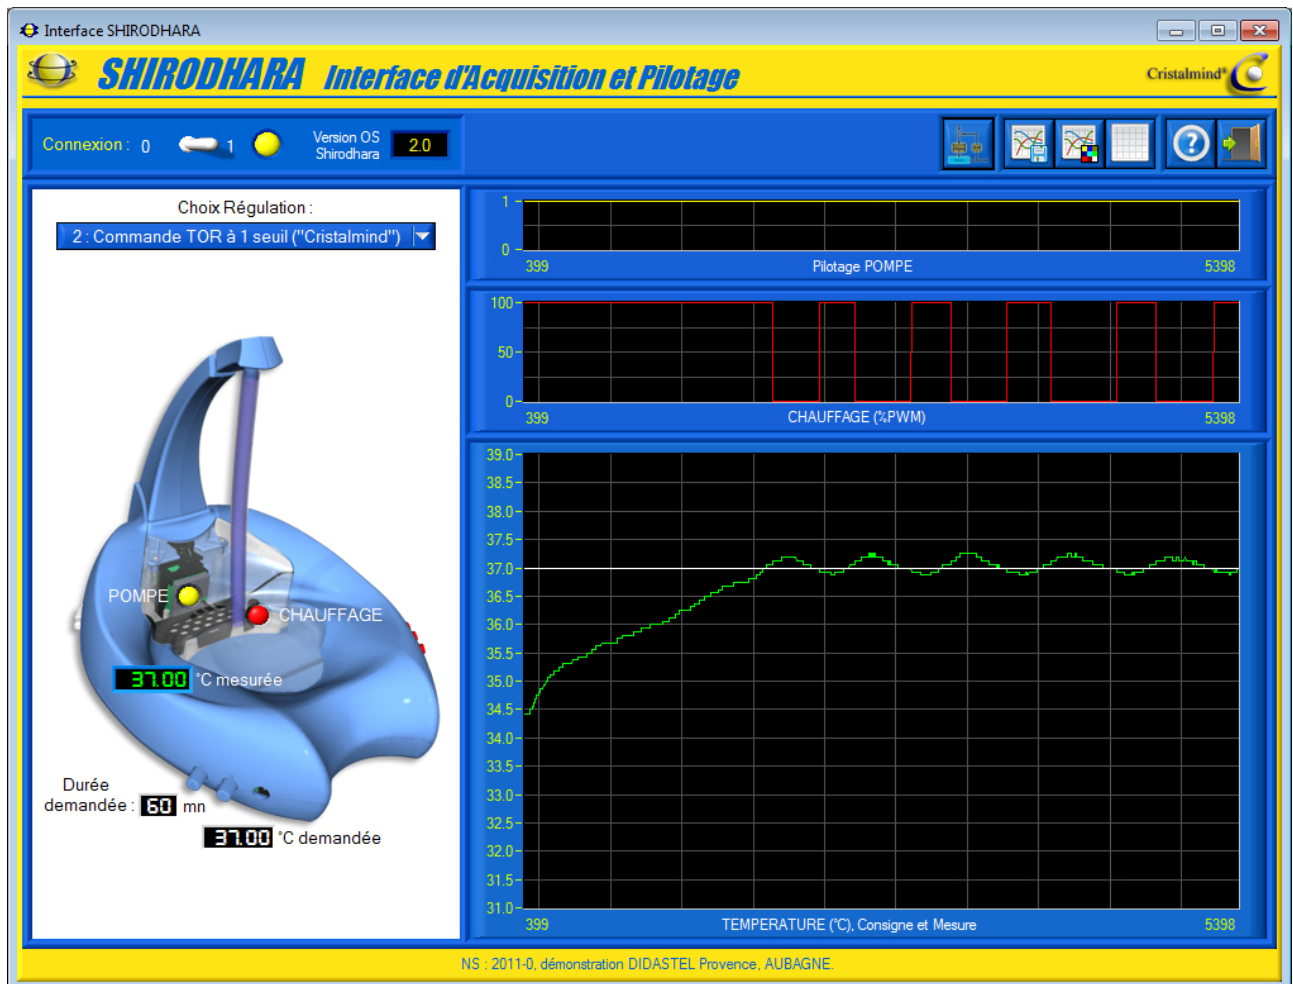 Interface SHIRODHARA
SHIRODHARA Interface d'Acquisition et Pilotage
Cristalmind®
Connexion : 0 1
Version OS
Shirodhara
2.0
Choix Régulation :
2 : Commande TOR à 1 seuil ("Cristalmind")
POMPE
CHAUFFAGE
37.00 °C mesurée
Durée
demandée : 60 mn
37.00 °C demandée
1
0
399 Pilotage POMPE 5398
100
50
0
399 CHAUFFAGE (%PWM) 5398
39.0
38.5
38.0
37.5
37.0
36.5
36.0
35.5
35.0
34.5
34.0
33.5
33.0
32.5
32.0
31.5
31.0
399 TEMPERATURE (°C), Consigne et Mesure 5398
NS : 2011-0, démonstration DIDASTEL Provence, AUBAGNE.